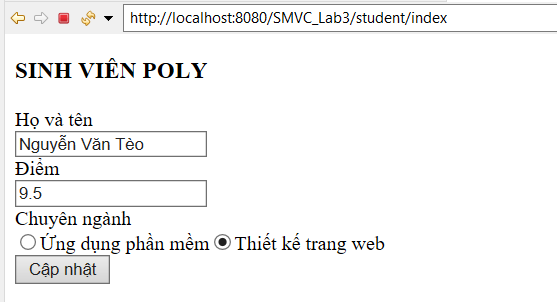 http://localhost:8080/SMVC_Lab3/student/index
SINH VIÊN POLY
Họ và tên
Nguyễn Văn Tèo
Điểm
9.5
Chuyên ngành
Ứng dụng phần mềm Thiết kế trang web
Cập nhật